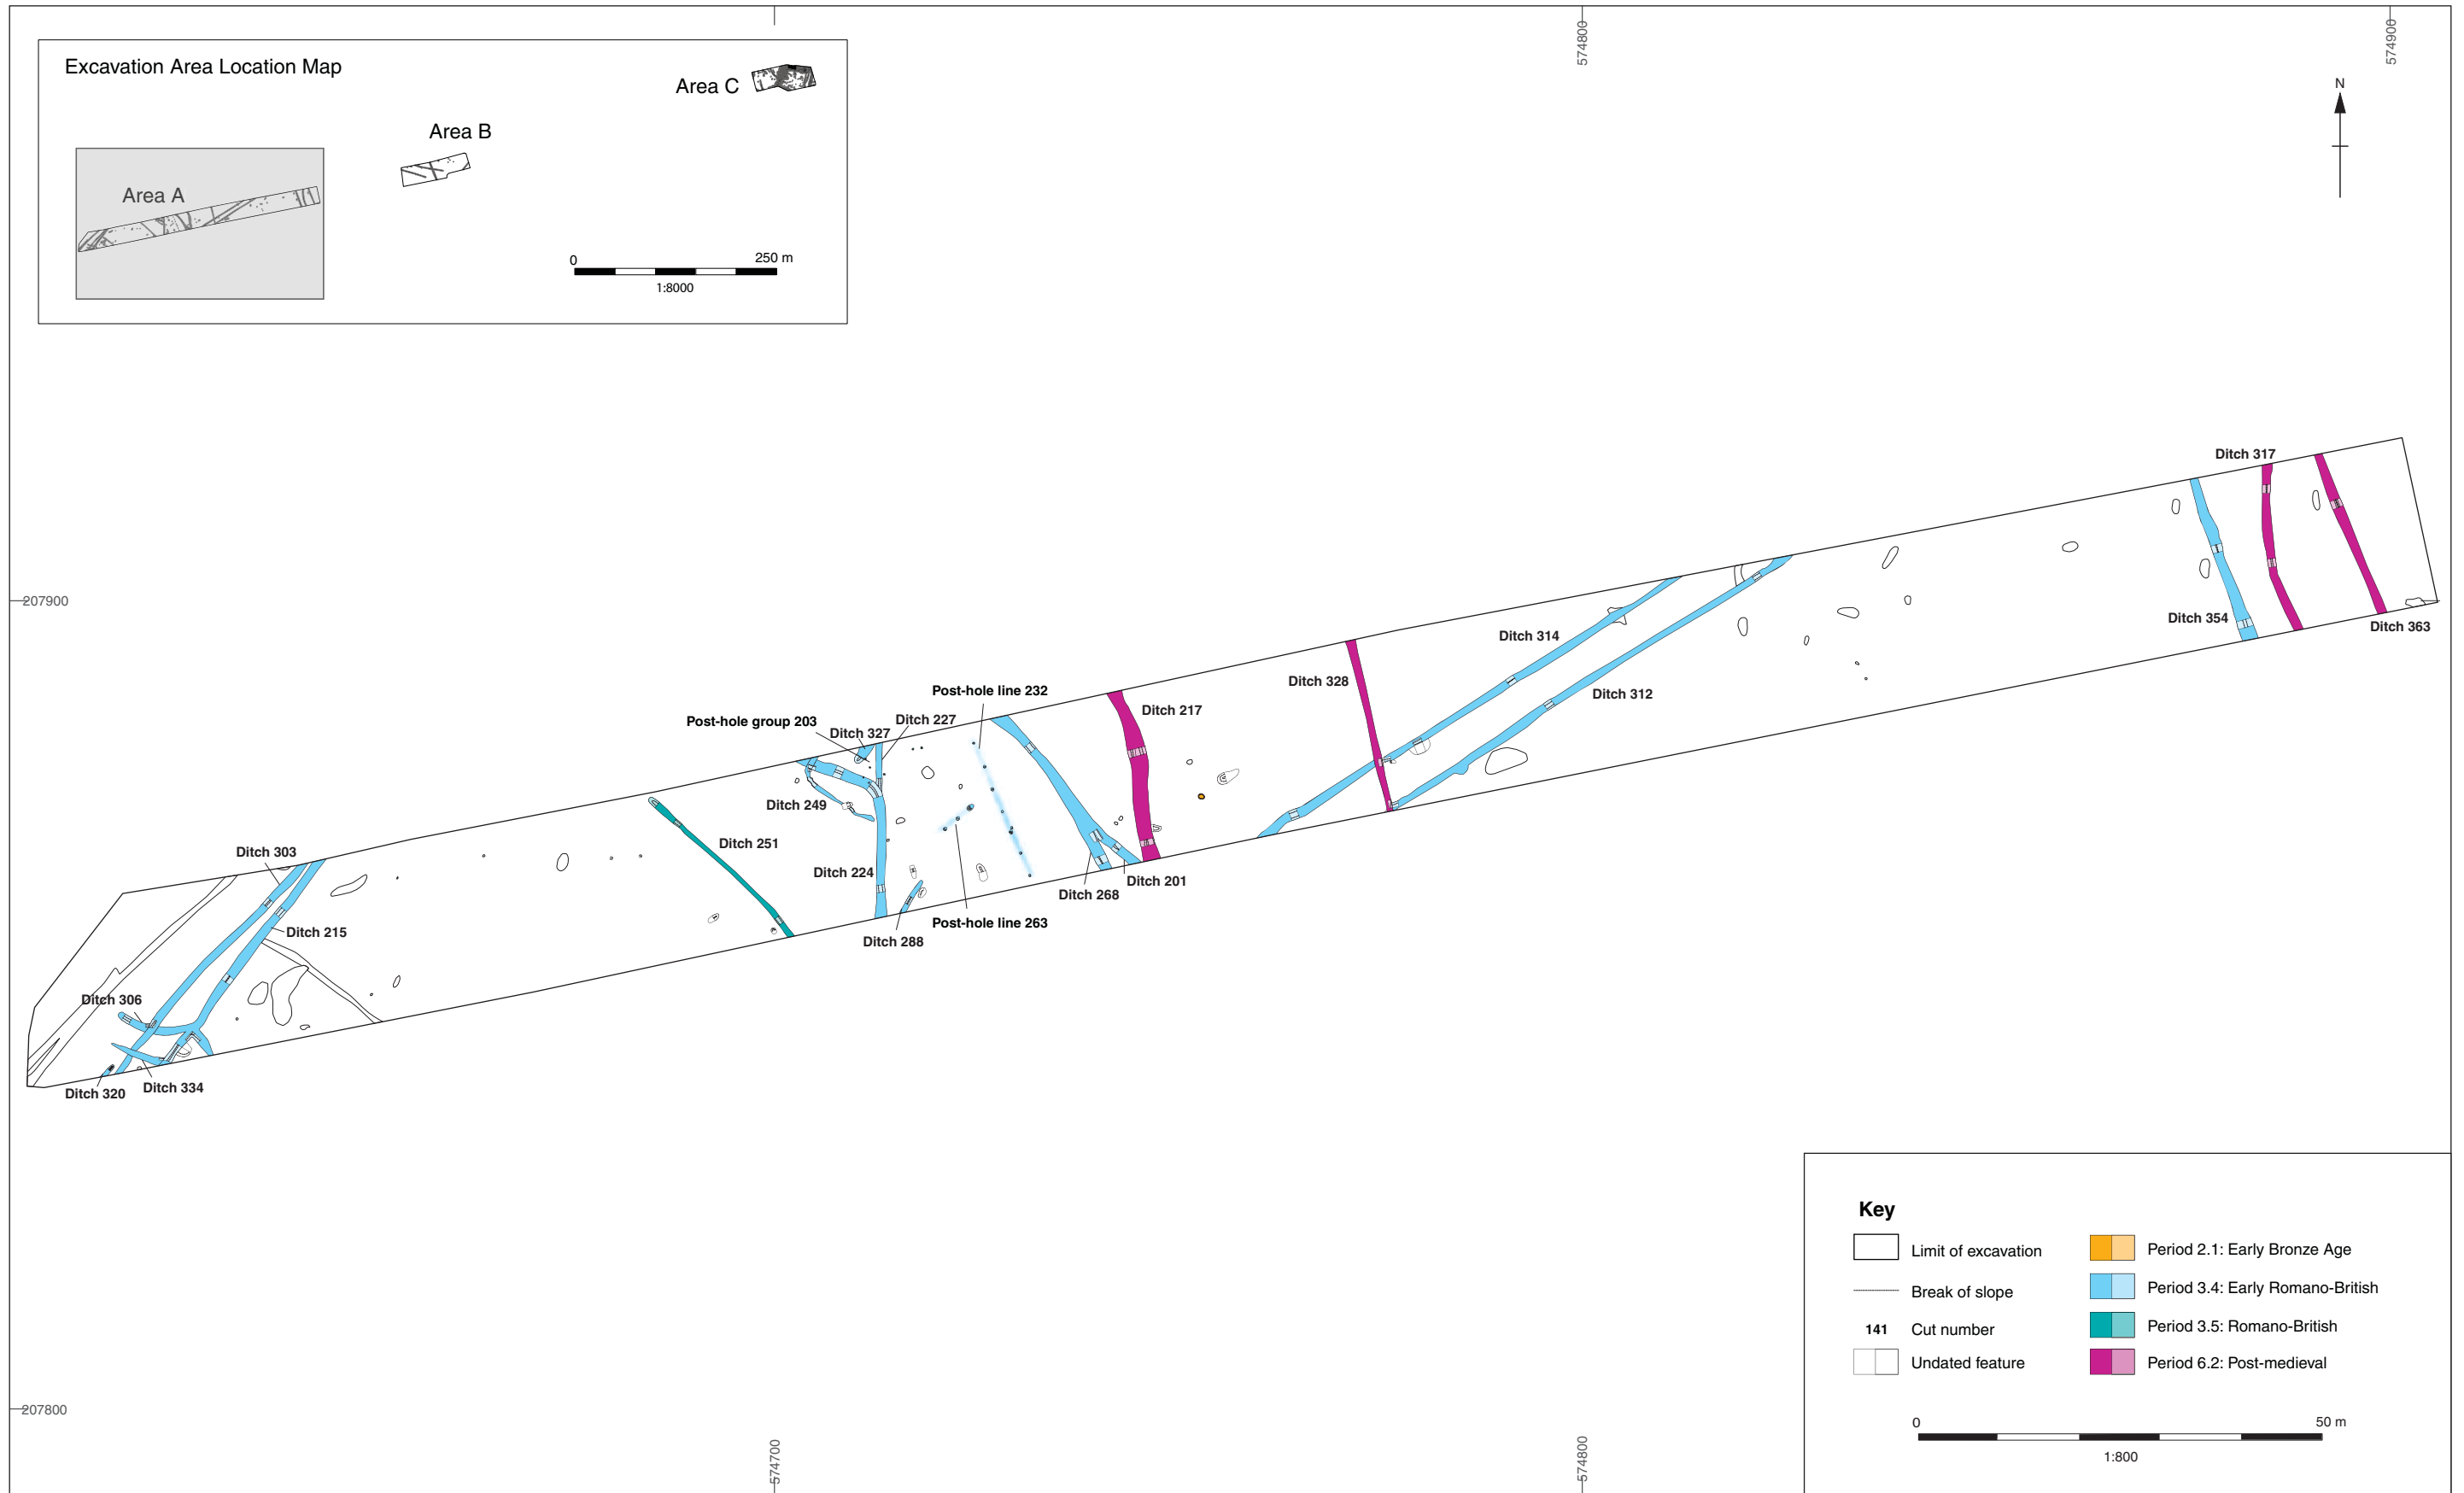 574800
574900
Excavation Area Location Map
Area C
Area B
Area A
0
250 m
1:8000
N
Ditch 317
207900
Ditch 354
Ditch 363
Ditch 314
Ditch 328
Ditch 312
Post-hole line 232
Ditch 217
Post-hole group 203
Ditch 227
Ditch 327
Ditch 249
Ditch 251
Ditch 303
Ditch 224
Ditch 268
Ditch 201
Post-hole line 263
Ditch 288
Ditch 215
Ditch 306
Ditch 320
Ditch 334
Key
Limit of excavation
Break of slope
141 Cut number
Undated feature
Period 2.1: Early Bronze Age
Period 3.4: Early Romano-British
Period 3.5: Romano-British
Period 6.2: Post-medieval
0
50 m
1:800
207800
574700
574800